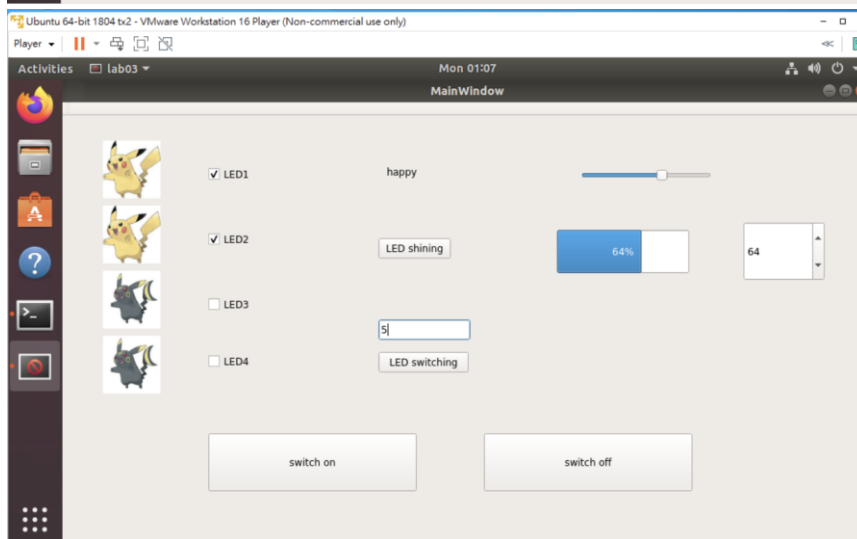 Ubuntu 64-bit 1804 tx2 - VMware Workstation 16 Player (Non-commercial use only)
Player
Activities lab03 Mon 01:07
MainWindow
LED1 happy
LED2 LED shining 64% 64
LED3
5
LED4 LED switching
switch on switch off